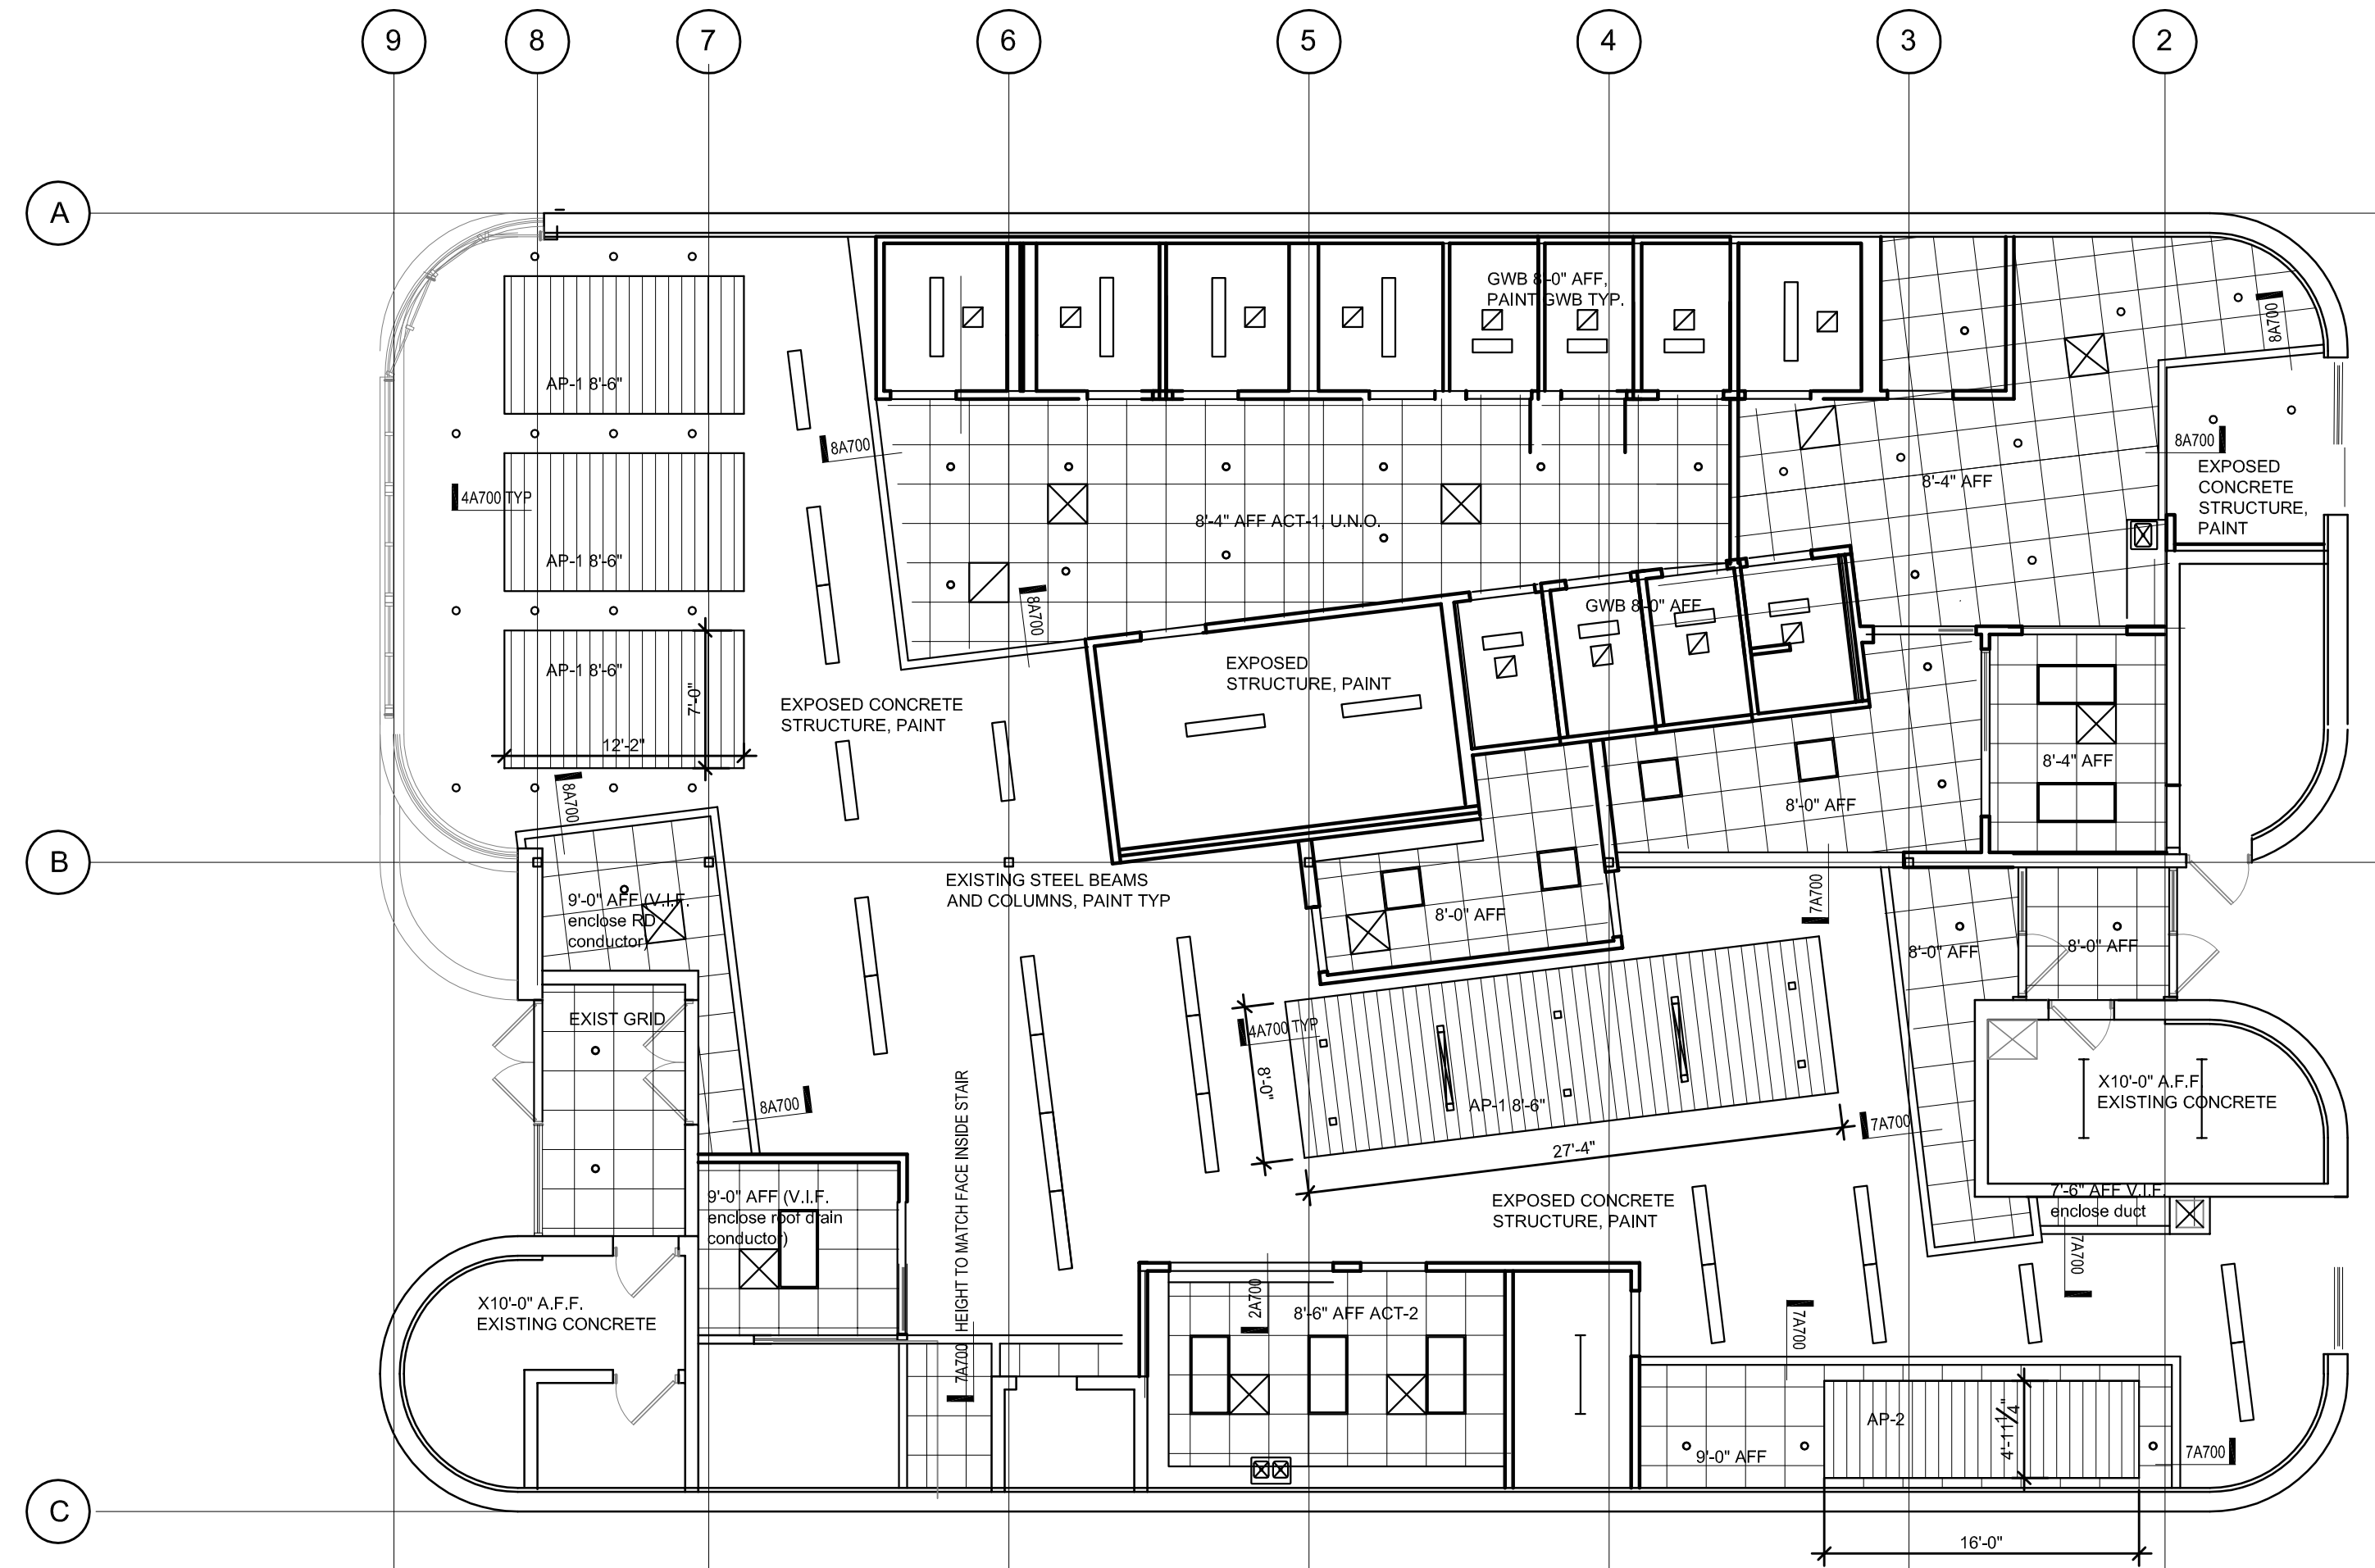 9
8
7
6
5
4
3
2
A
B
C
GWB 8'-0" AFF,
PAINT GWB TYP.
8A700
AP-1 8'-6"
8A700
8A700
4A700 TYP
EXPOSED
CONCRETE
STRUCTURE,
PAINT
8'-4" AFF
8'-4" AFF ACT-1, U.N.O.
AP-1 8'-6"
8A700
GWB 8'-0" AFF
AP-1 8'-6"
7'-0"
12'-2"
EXPOSED
STRUCTURE, PAINT
EXPOSED CONCRETE
STRUCTURE, PAINT
8'-4" AFF
8A700
8'-0" AFF
EXISTING STEEL BEAMS
AND COLUMNS, PAINT TYP
7A700
9'-0" AFF (V.I.F.
enclose RD
conductor)
8'-0" AFF
8'-0" AFF
8'-0" AFF
EXIST GRID
4A700 TYP
8'-0"
AP-1 8'-6"
8A700
7A700
27'-4"
X10'-0" A.F.F.
EXISTING CONCRETE
9'-0" AFF (V.I.F.
enclose roof drain
conductor)
7A700 HEIGHT TO MATCH FACE INSIDE STAIR
EXPOSED CONCRETE
STRUCTURE, PAINT
7'-6" AFF V.I.F.
enclose duct
7A700
X10'-0" A.F.F.
EXISTING CONCRETE
2A700
8'-6" AFF ACT-2
7A700
AP-2
4'-11 1/4"
9'-0" AFF
7A700
16'-0"